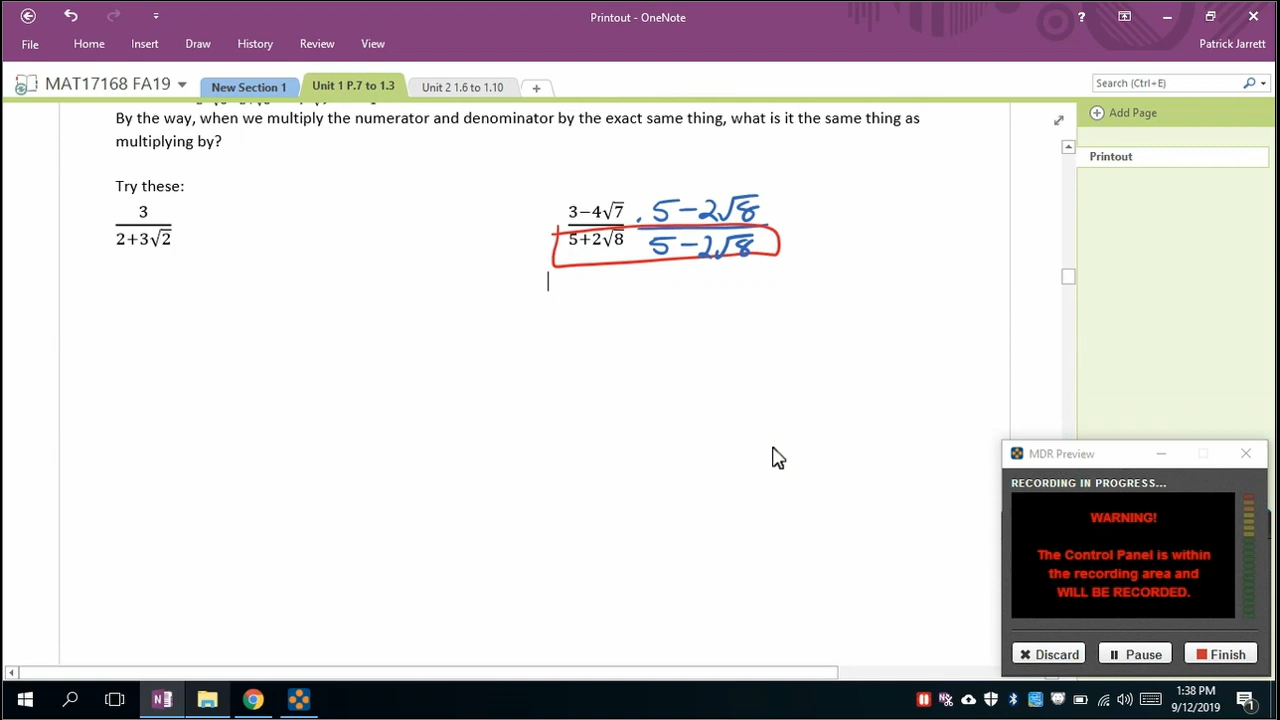 Printout - OneNote
?
File Home Insert Draw History Review View
Patrick Jarrett
MAT17168 FA19 New Section 1 Unit 1 P.7 to 1.3 Unit 2 1.6 to 1.10 +
Search (Ctrl+E)
Add Page
Printout
By the way, when we multiply the numerator and denominator by the exact same thing, what is it the same thing as
multiplying by?
Try these:
3
2+3√2
3−4√7 · 5−2√8
5+2√8 5−2√8
MDR Preview
RECORDING IN PROGRESS...
WARNING!
The Control Panel is within
the recording area and
WILL BE RECORDED.
Discard Pause Finish
1:38 PM
9/12/2019
1